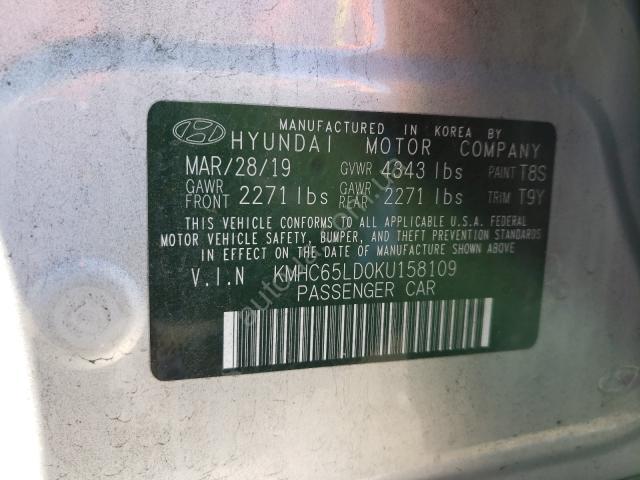 MANUFACTURED IN KOREA BY
HYUNDAI MOTOR COMPANY
MAR/28/19 GVWR 4343 lbs PAINT T8S
GAWR FRONT 2271 lbs GAWR REAR 2271 lbs TRIM T9Y
THIS VEHICLE CONFORMS TO ALL APPLICABLE U.S.A. FEDERAL
MOTOR VEHICLE SAFETY, BUMPER, AND THEFT PREVENTION STANDARDS
IN EFFECT ON THE DATE OF MANUFACTURE SHOWN ABOVE.
V.I.N KMHC65LD0KU158109
PASSENGER CAR